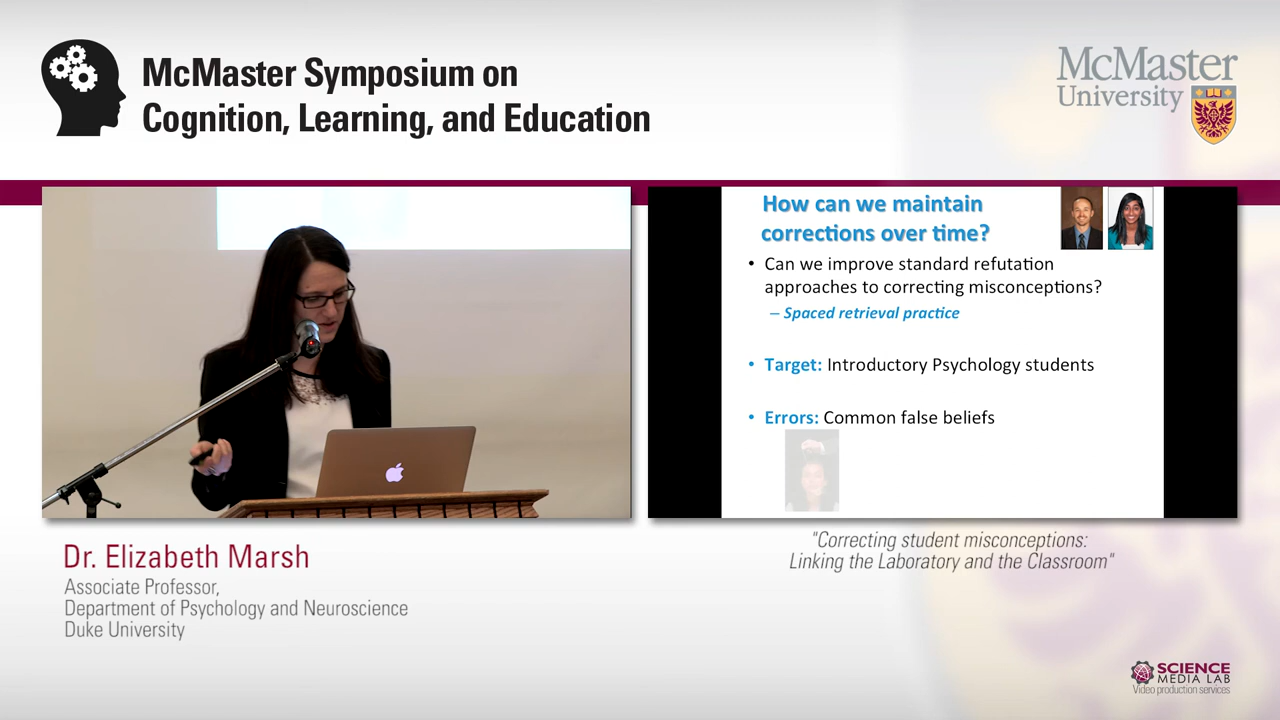 McMaster Symposium on
Cognition, Learning, and Education
McMaster
University
How can we maintain
corrections over time?
• Can we improve standard refutation
approaches to correcting misconceptions?
– Spaced retrieval practice
• Target: Introductory Psychology students
• Errors: Common false beliefs
Dr. Elizabeth Marsh
Associate Professor,
Department of Psychology and Neuroscience
Duke University
"Correcting student misconceptions:
Linking the Laboratory and the Classroom"
SCIENCE
MEDIA LAB
Video production services